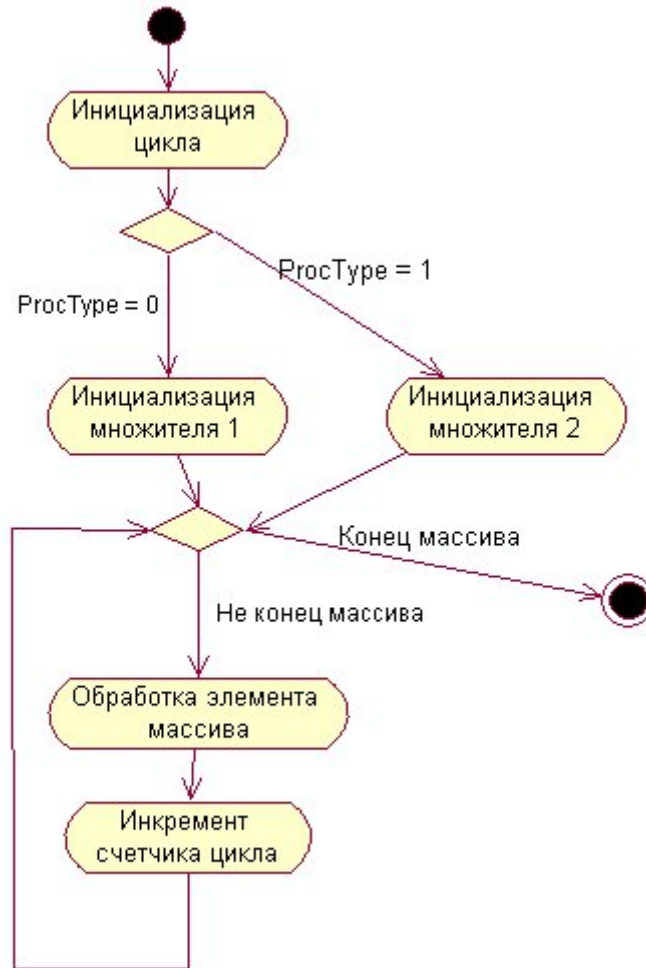 Инициализация
цикла
ProcType = 1
ProcType = 0
Инициализация
множителя 1
Инициализация
множителя 2
Конец массива
Не конец массива
Обработка элемента
массива
Инкремент
счетчика цикла